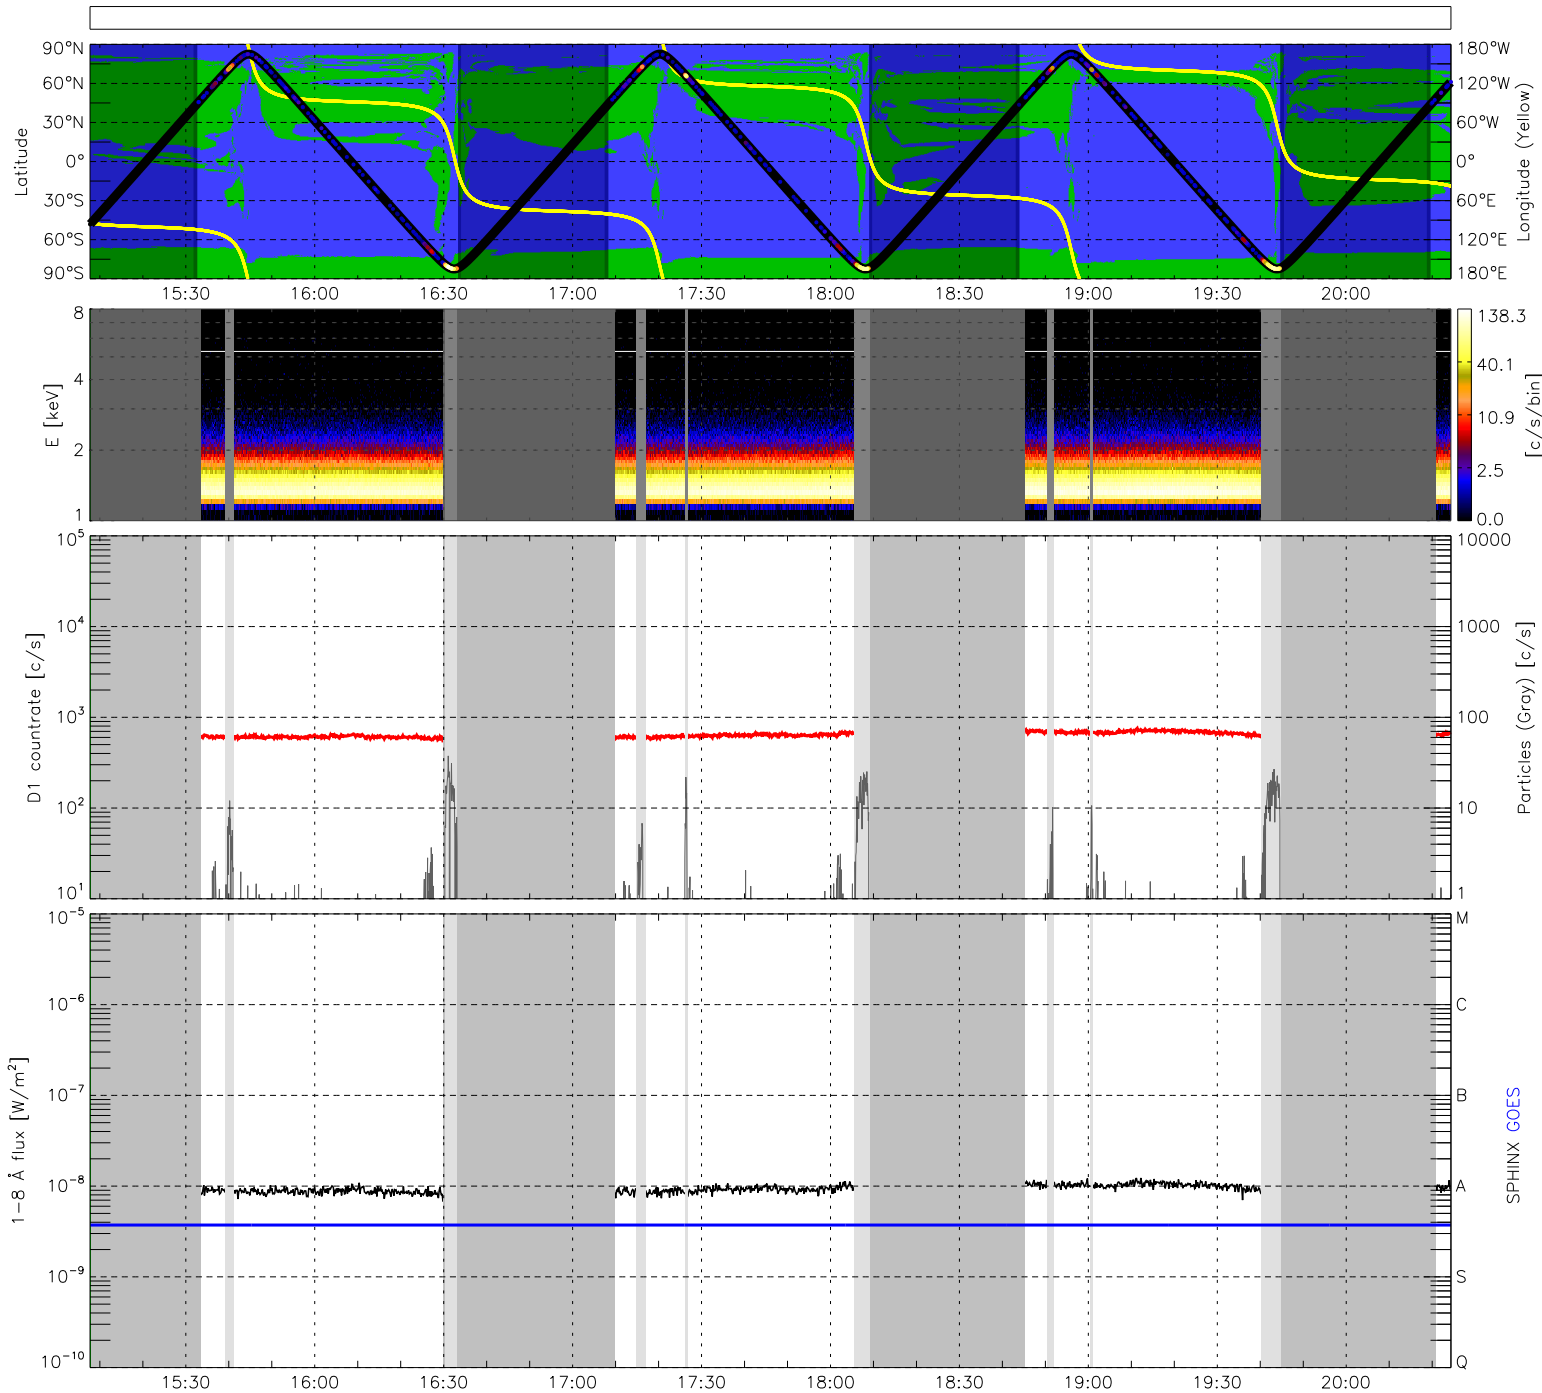 90°N
60°N
30°N
0°
30°S
60°S
90°S
Latitude
180°W
120°W
60°W
0°
60°E
120°E
180°E
Longitude (Yellow)
15:30 16:00 16:30 17:00 17:30 18:00 18:30 19:00 19:30 20:00
8
4
2
1
E [keV]
138.3
40.1
10.9
2.5
0.0
[c/s/bin]
10^5
10^4
10^3
10^2
10^1
D1 countrate [c/s]
10000
1000
100
10
1
Particles (Gray) [c/s]
10^-5
10^-6
10^-7
10^-8
10^-9
10^-10
1-8 Å flux [W/m²]
M
C
B
A
S
Q
SPHINX GOES
15:30 16:00 16:30 17:00 17:30 18:00 18:30 19:00 19:30 20:00